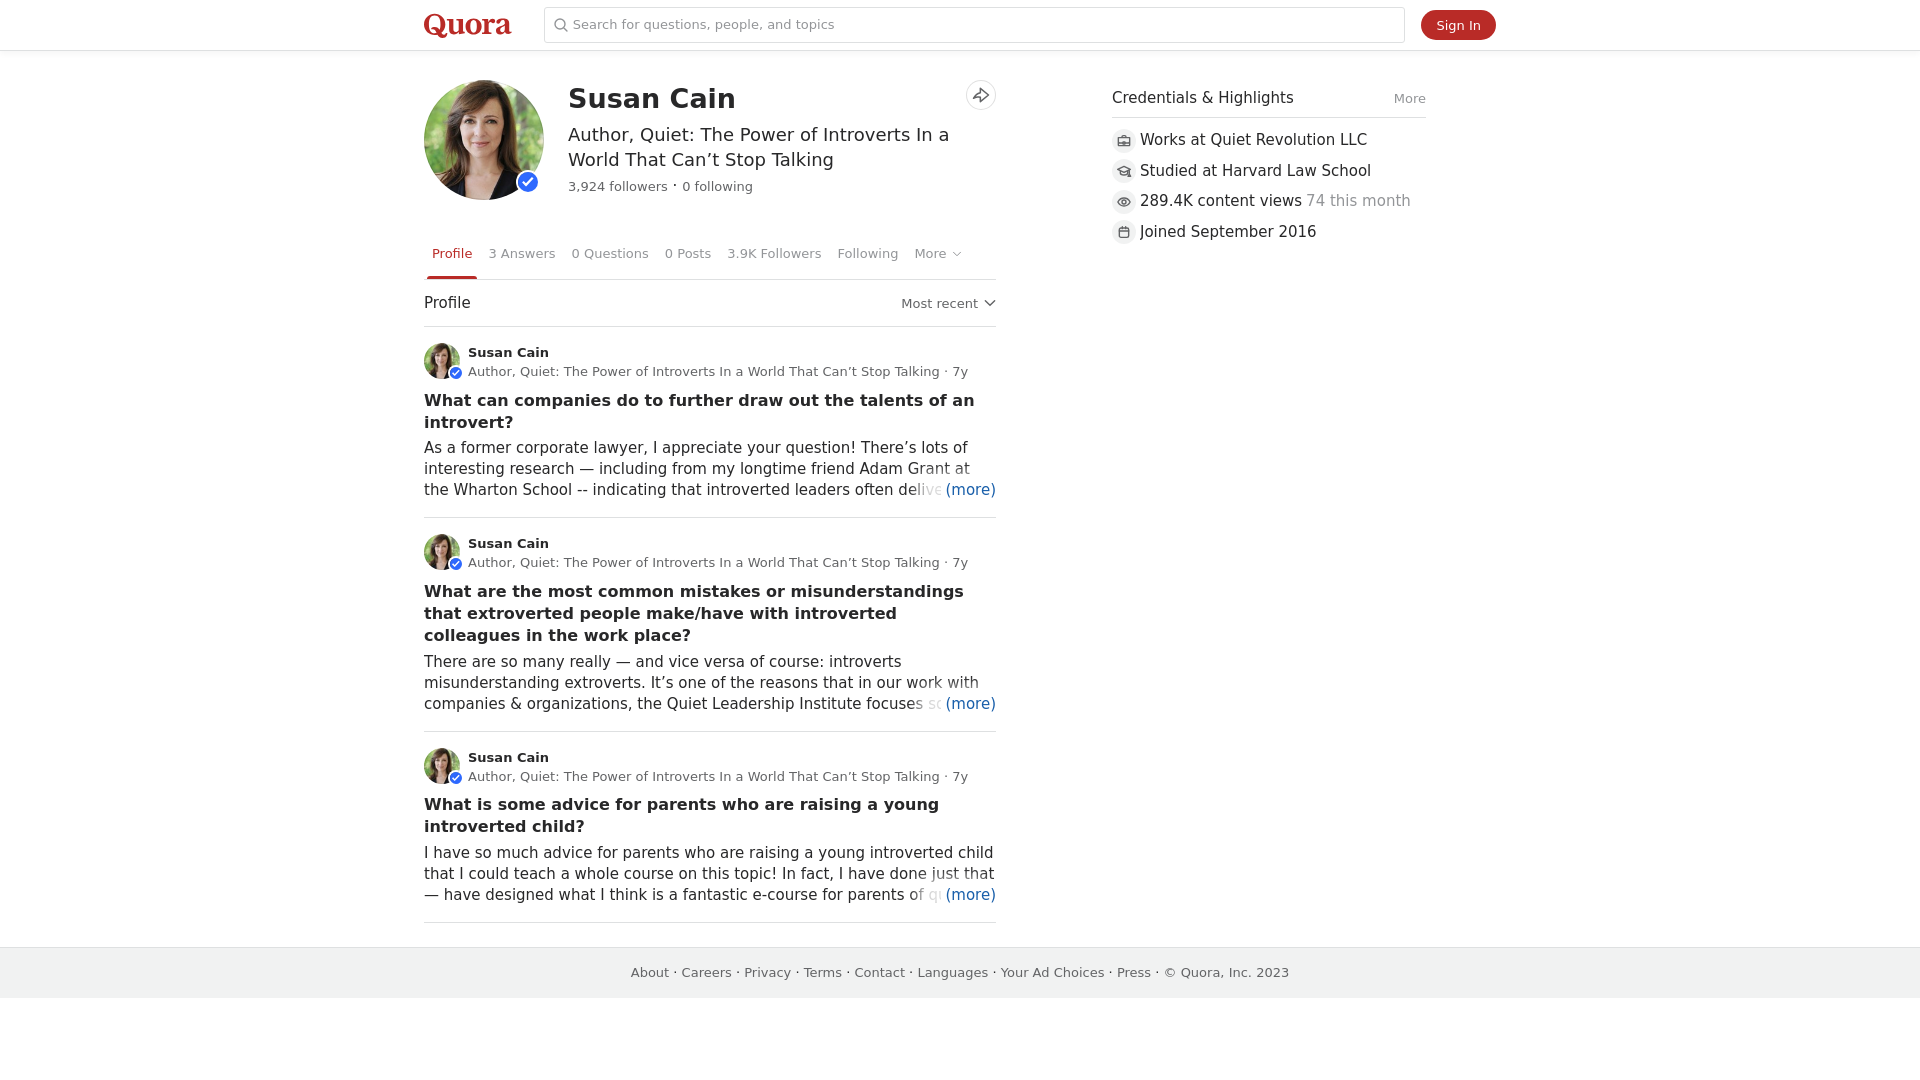 Quora
Search for questions, people, and topics
Sign In
Susan Cain
Author, Quiet: The Power of Introverts In a
World That Can’t Stop Talking
3,924 followers · 0 following
Profile
3 Answers
0 Questions
0 Posts
3.9K Followers
Following
More
Profile
Most recent
Susan Cain
Author, Quiet: The Power of Introverts In a World That Can’t Stop Talking · 7y
What can companies do to further draw out the talents of an
introvert?
As a former corporate lawyer, I appreciate your question! There’s lots of
interesting research — including from my longtime friend Adam Grant at
the Wharton School -- indicating that introverted leaders often (more)
Susan Cain
Author, Quiet: The Power of Introverts In a World That Can’t Stop Talking · 7y
What are the most common mistakes or misunderstandings
that extroverted people make/have with introverted
colleagues in the work place?
There are so many really — and vice versa of course: introverts
misunderstanding extroverts. It’s one of the reasons that in our work with
companies & organizations, the Quiet Leadership Institute focuses (more)
Susan Cain
Author, Quiet: The Power of Introverts In a World That Can’t Stop Talking · 7y
What is some advice for parents who are raising a young
introverted child?
I have so much advice for parents who are raising a young introverted child
that I could teach a whole course on this topic! In fact, I have done just that
— have designed what I think is a fantastic e-course for parents of (more)
Credentials & Highlights
More
Works at Quiet Revolution LLC
Studied at Harvard Law School
289.4K content views 74 this month
Joined September 2016
About · Careers · Privacy · Terms · Contact · Languages · Your Ad Choices · Press · © Quora, Inc. 2023